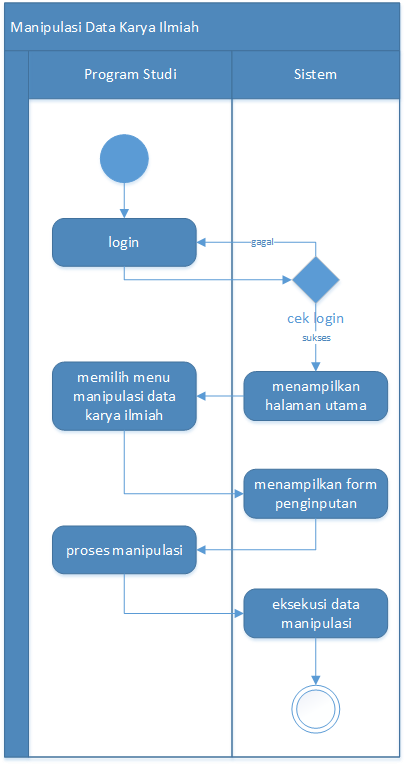 Manipulasi Data Karya Ilmiah
Program Studi
Sistem
login
gagal
cek login
sukses
memilih menu
manipulasi data
karya ilmiah
menampilkan
halaman utama
menampilkan form
penginputan
proses manipulasi
eksekusi data
manipulasi